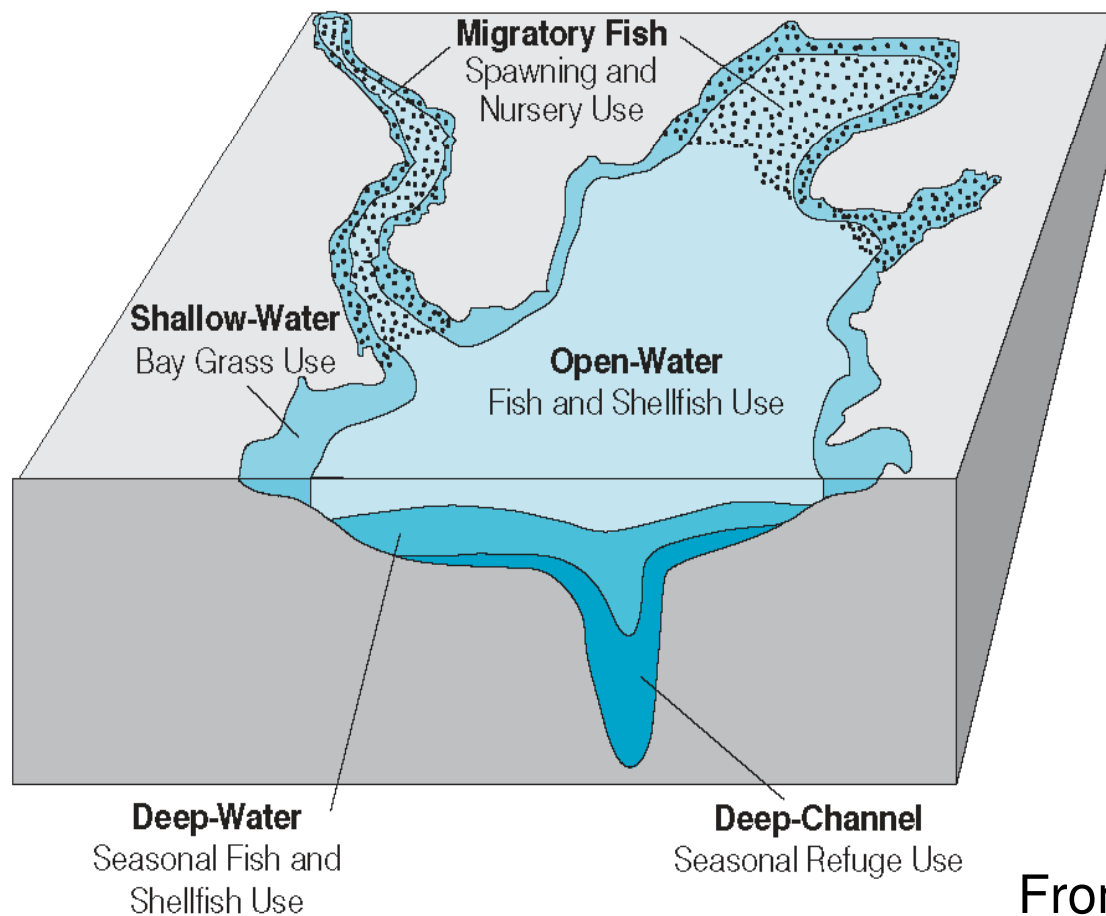 Migratory Fish
Spawning and
Nursery Use
Shallow-Water
Bay Grass Use
Open-Water
Fish and Shellfish Use
Deep-Water
Seasonal Fish and
Shellfish Use
Deep-Channel
Seasonal Refuge Use